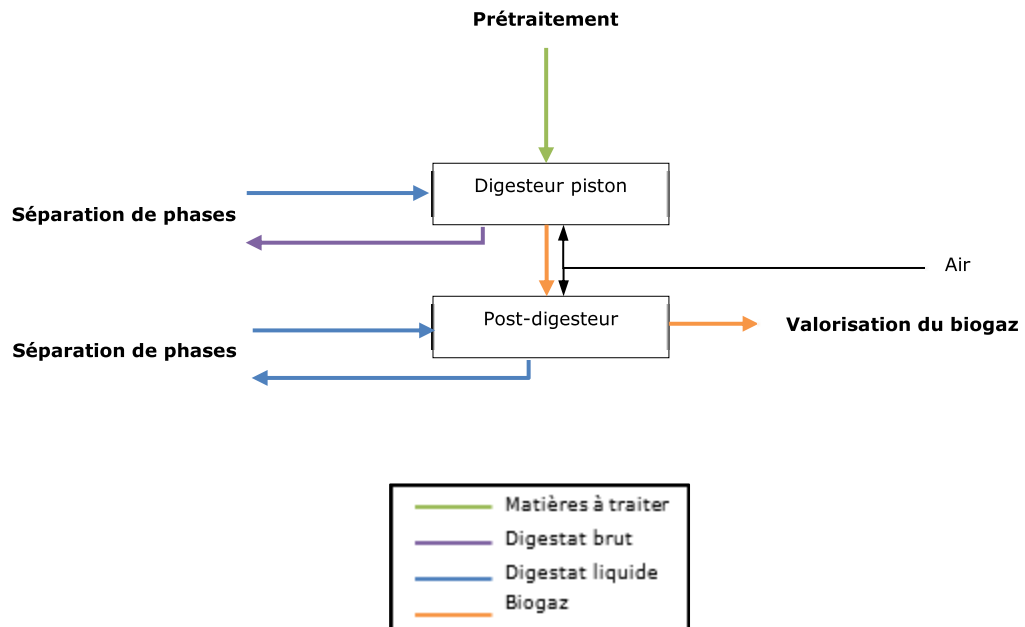 Prétraitement
Digesteur piston
Séparation de phases
Air
Post-digesteur
Valorisation du biogaz
Séparation de phases
Matières à traiter
Digestat brut
Digestat liquide
Biogaz